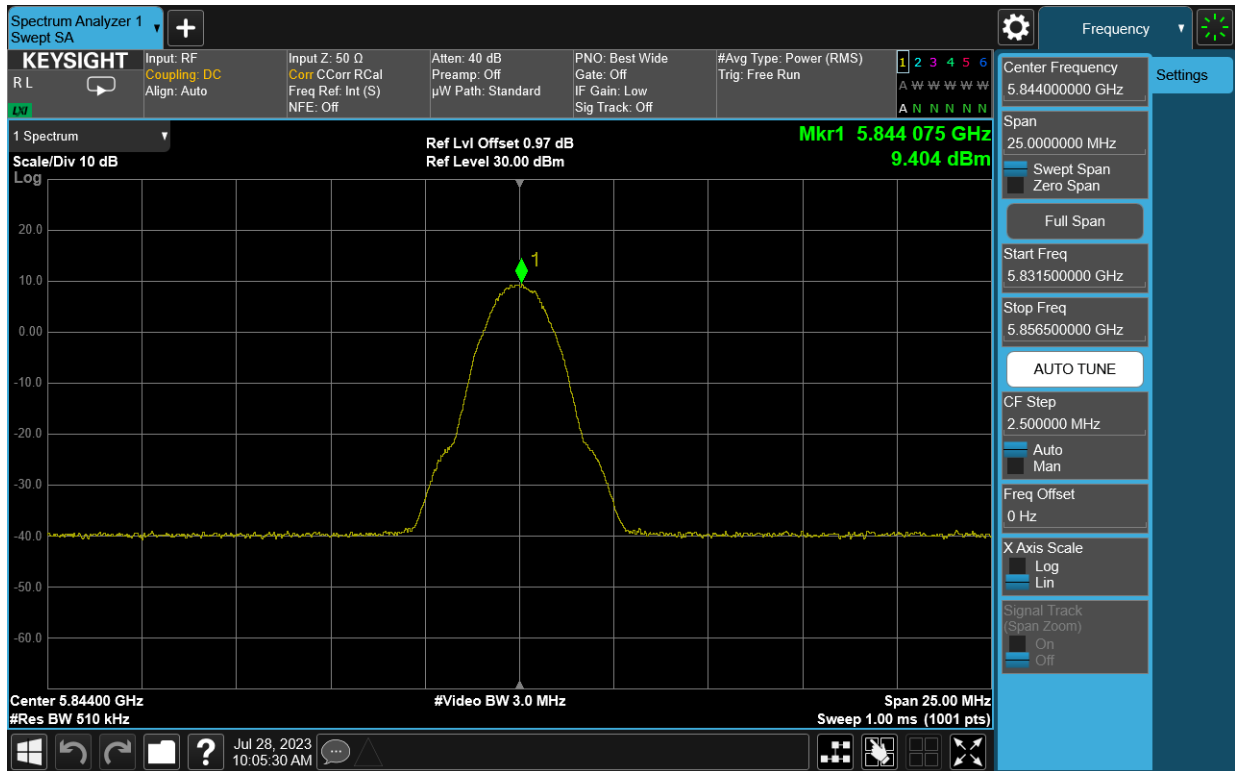 Spectrum Analyzer 1
Swept SA
Frequency
KEYSIGHT
R L
LXI
Input: RF
Coupling: DC
Align: Auto
Input Z: 50 Ω
Corr CCorr RCal
Freq Ref: Int (S)
NFE: Off
Atten: 40 dB
Preamp: Off
µW Path: Standard
PNO: Best Wide
Gate: Off
IF Gain: Low
Sig Track: Off
#Avg Type: Power (RMS)
Trig: Free Run
1 2 3 4 5 6
A W W W W W
A N N N N N
1 Spectrum
Scale/Div 10 dB
Log
Ref Lvl Offset 0.97 dB
Ref Level 30.00 dBm
Mkr1 5.844 075 GHz
9.404 dBm
1
20.0
10.0
0.00
-10.0
-20.0
-30.0
-40.0
-50.0
-60.0
Center 5.84400 GHz
#Res BW 510 kHz
#Video BW 3.0 MHz
Span 25.00 MHz
Sweep 1.00 ms (1001 pts)
Jul 28, 2023
10:05:30 AM
Settings
Center Frequency
5.844000000 GHz
Span
25.0000000 MHz
Swept Span
Zero Span
Full Span
Start Freq
5.831500000 GHz
Stop Freq
5.856500000 GHz
AUTO TUNE
CF Step
2.500000 MHz
Auto
Man
Freq Offset
0 Hz
X Axis Scale
Log
Lin
Signal Track
(Span Zoom)
On
Off